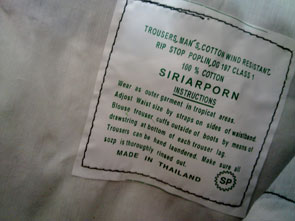 TROUSERS, MAN'S, COTTON WIND RESISTANT,
RIP STOP POPLIN, OG 107 CLASS 1
100 % COTTON
SIRIARPORN
INSTRUCTIONS
Wear as outer garment in tropical areas.
Adjust Waist size by straps on sides of waistband
Blouse trouser cuffs outside of boots by means of
drawstring at bottom of each trouser lag.
Trousers can be hand laundered. Make sure all
soap is thoroughly rinsed out.
MADE IN THAILAND
SP